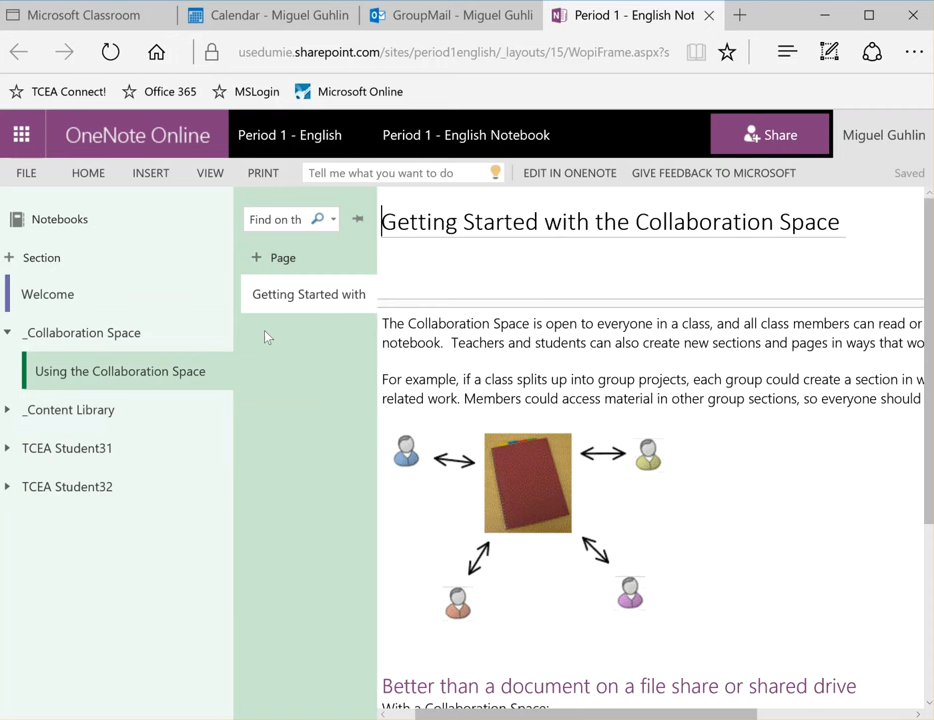 Microsoft Classroom
Calendar - Miguel Guhlin
GroupMail - Miguel Guhli
Period 1 - English Not
usedumie.sharepoint.com/sites/period1english/_layouts/15/WopiFrame.aspx?s
TCEA Connect!
Office 365
MSLogin
Microsoft Online
OneNote Online
Period 1 - English
Period 1 - English Notebook
Share
Miguel Guhlin
FILE
HOME
INSERT
VIEW
PRINT
Tell me what you want to do
EDIT IN ONENOTE
GIVE FEEDBACK TO MICROSOFT
Saved
Notebooks
+ Section
Welcome
_Collaboration Space
Using the Collaboration Space
_Content Library
TCEA Student31
TCEA Student32
Find on th
+ Page
Getting Started with
Getting Started with the Collaboration Space
The Collaboration Space is open to everyone in a class, and all class members can read or
notebook. Teachers and students can also create new sections and pages in ways that wo
For example, if a class splits up into group projects, each group could create a section in w
related work. Members could access material in other group sections, so everyone should
Better than a document on a file share or shared drive
With a Collaboration Space: